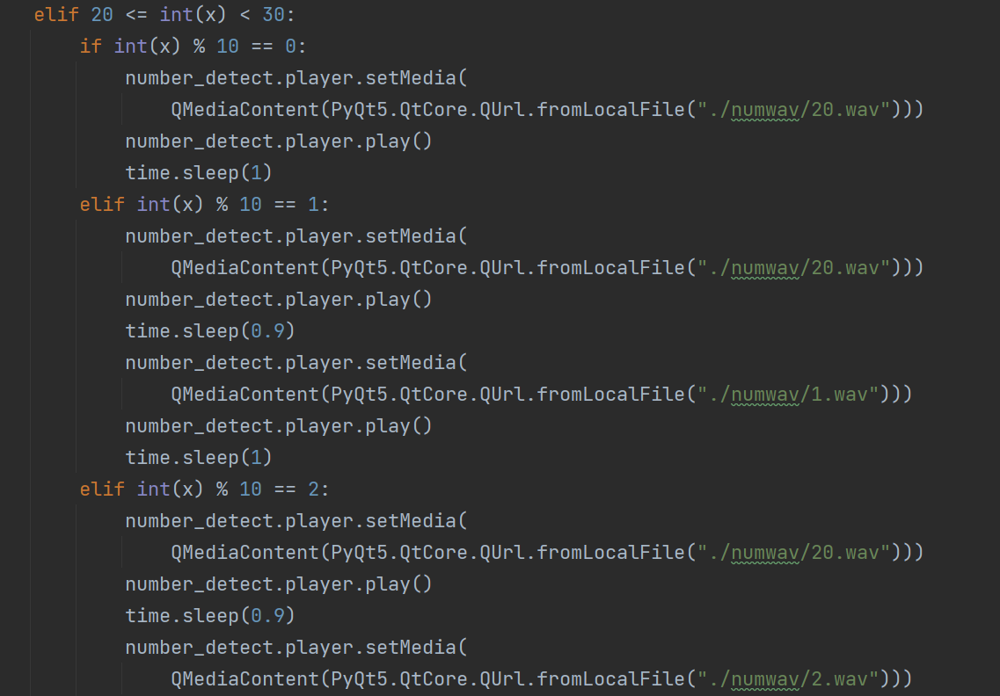 elif 20 <= int(x) < 30:
    if int(x) % 10 == 0:
        number_detect.player.setMedia(
            QMediaContent(PyQt5.QtCore.QUrl.fromLocalFile("./numwav/20.wav")))
        number_detect.player.play()
        time.sleep(1)
    elif int(x) % 10 == 1:
        number_detect.player.setMedia(
            QMediaContent(PyQt5.QtCore.QUrl.fromLocalFile("./numwav/20.wav")))
        number_detect.player.play()
        time.sleep(0.9)
        number_detect.player.setMedia(
            QMediaContent(PyQt5.QtCore.QUrl.fromLocalFile("./numwav/1.wav")))
        number_detect.player.play()
        time.sleep(1)
    elif int(x) % 10 == 2:
        number_detect.player.setMedia(
            QMediaContent(PyQt5.QtCore.QUrl.fromLocalFile("./numwav/20.wav")))
        number_detect.player.play()
        time.sleep(0.9)
        number_detect.player.setMedia(
            QMediaContent(PyQt5.QtCore.QUrl.fromLocalFile("./numwav/2.wav")))